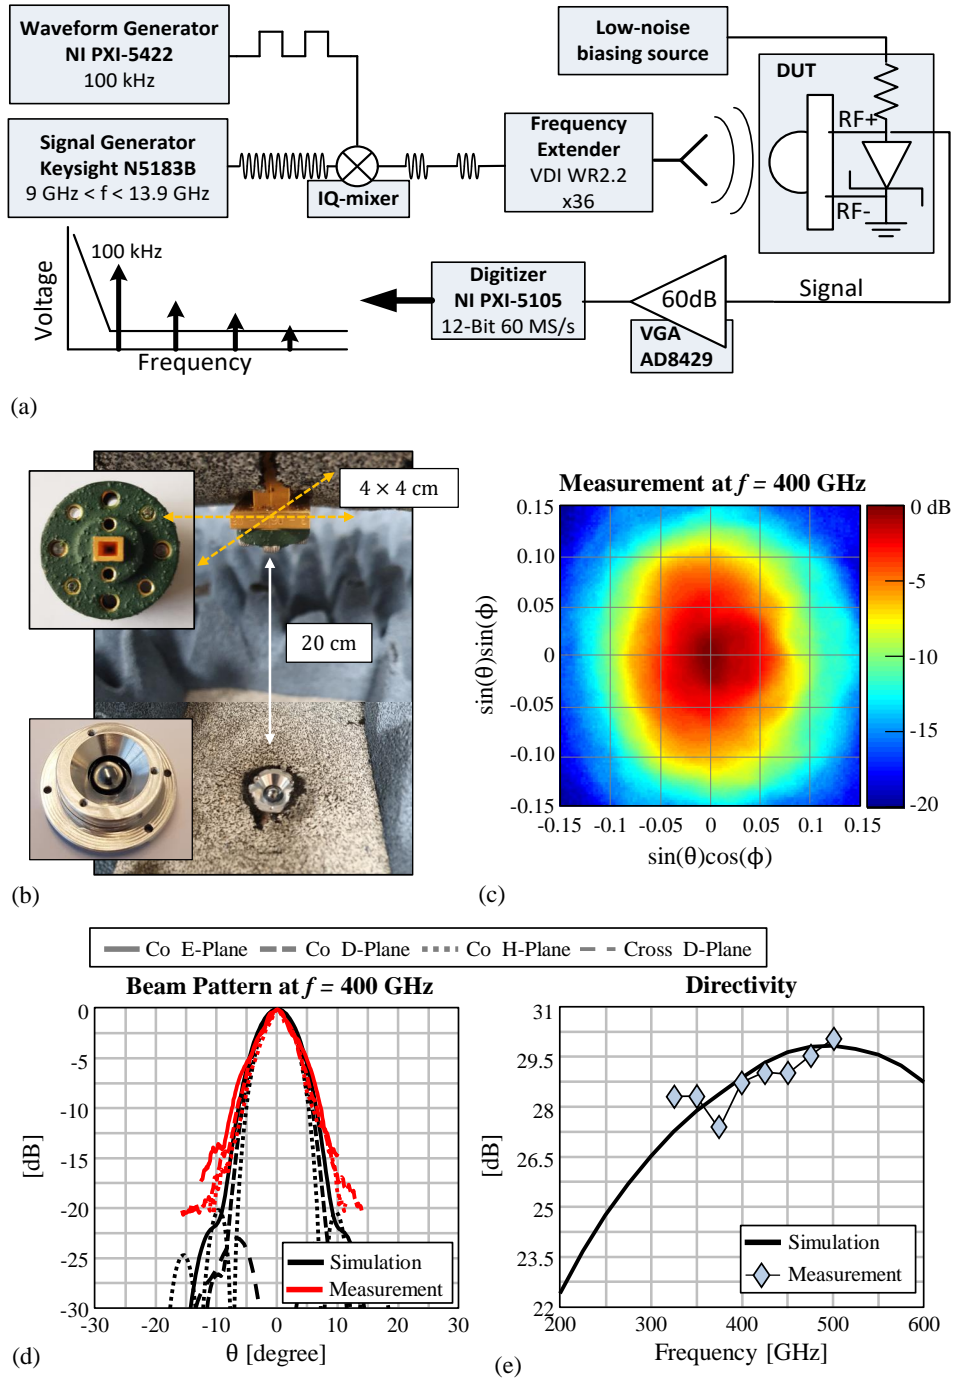 Waveform Generator
NI PXI-5422
100 kHz
Signal Generator
Keysight N5183B
9 GHz < f < 13.9 GHz
IQ-mixer
Frequency
Extender
VDI WR2.2
x36
Low-noise
biasing source
DUT
RF+
RF-
Voltage
100 kHz
Frequency
Digitizer
NI PXI-5105
12-Bit 60 MS/s
60dB
VGA
AD8429
Signal
(a)
4 × 4 cm
20 cm
(b)
Measurement at f = 400 GHz
0.15
0.10
0.05
0
-0.05
-0.10
-0.15
sin(θ)sin(ϕ)
-0.15 -0.1 -0.05 0 0.05 0.1 0.15
sin(θ)cos(ϕ)
0 dB
-5
-10
-15
-20
(c)
Co E-Plane Co D-Plane Co H-Plane Cross D-Plane
Beam Pattern at f = 400 GHz
0
-5
-10
-15
-20
-25
-30
[dB]
-30 -20 -10 0 10 20 30
θ [degree]
Simulation
Measurement
(d)
Directivity
31
29.5
28
26.5
25
23.5
22
[dB]
200 300 400 500 600
Frequency [GHz]
Simulation
Measurement
(e)